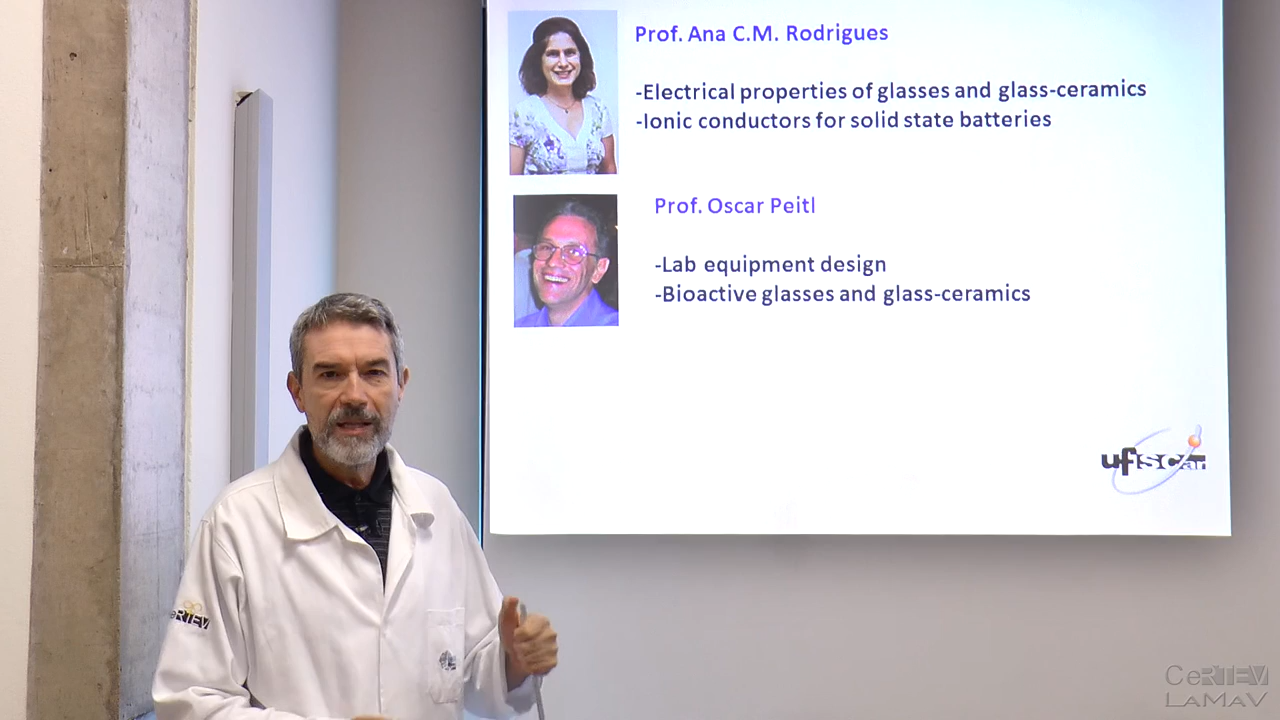 Prof. Ana C.M. Rodrigues
-Electrical properties of glasses and glass-ceramics
-Ionic conductors for solid state batteries
Prof. Oscar Peitl
-Lab equipment design
-Bioactive glasses and glass-ceramics
ufscar
CeRTEV
CeRTEV
LaMaV